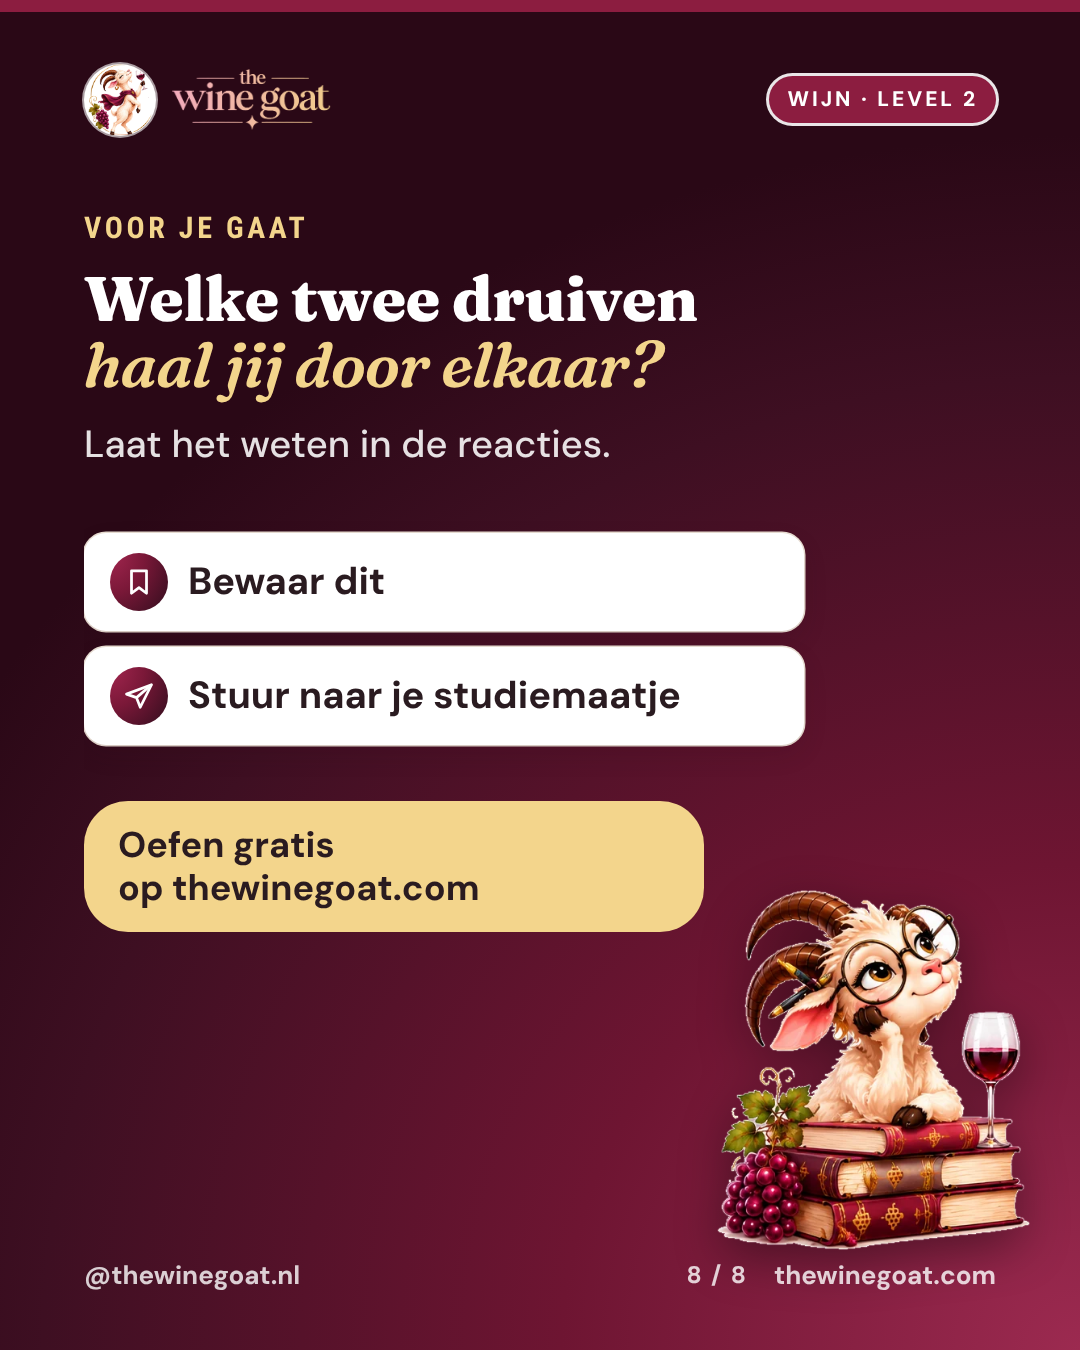 the
wine goat
WIJN · LEVEL 2
VOOR JE GAAT
Welke twee druiven
haal jij door elkaar?
Laat het weten in de reacties.
Bewaar dit
Stuur naar je studiemaatje
Oefen gratis
op thewinegoat.com
@thewinegoat.nl
8 / 8
thewinegoat.com